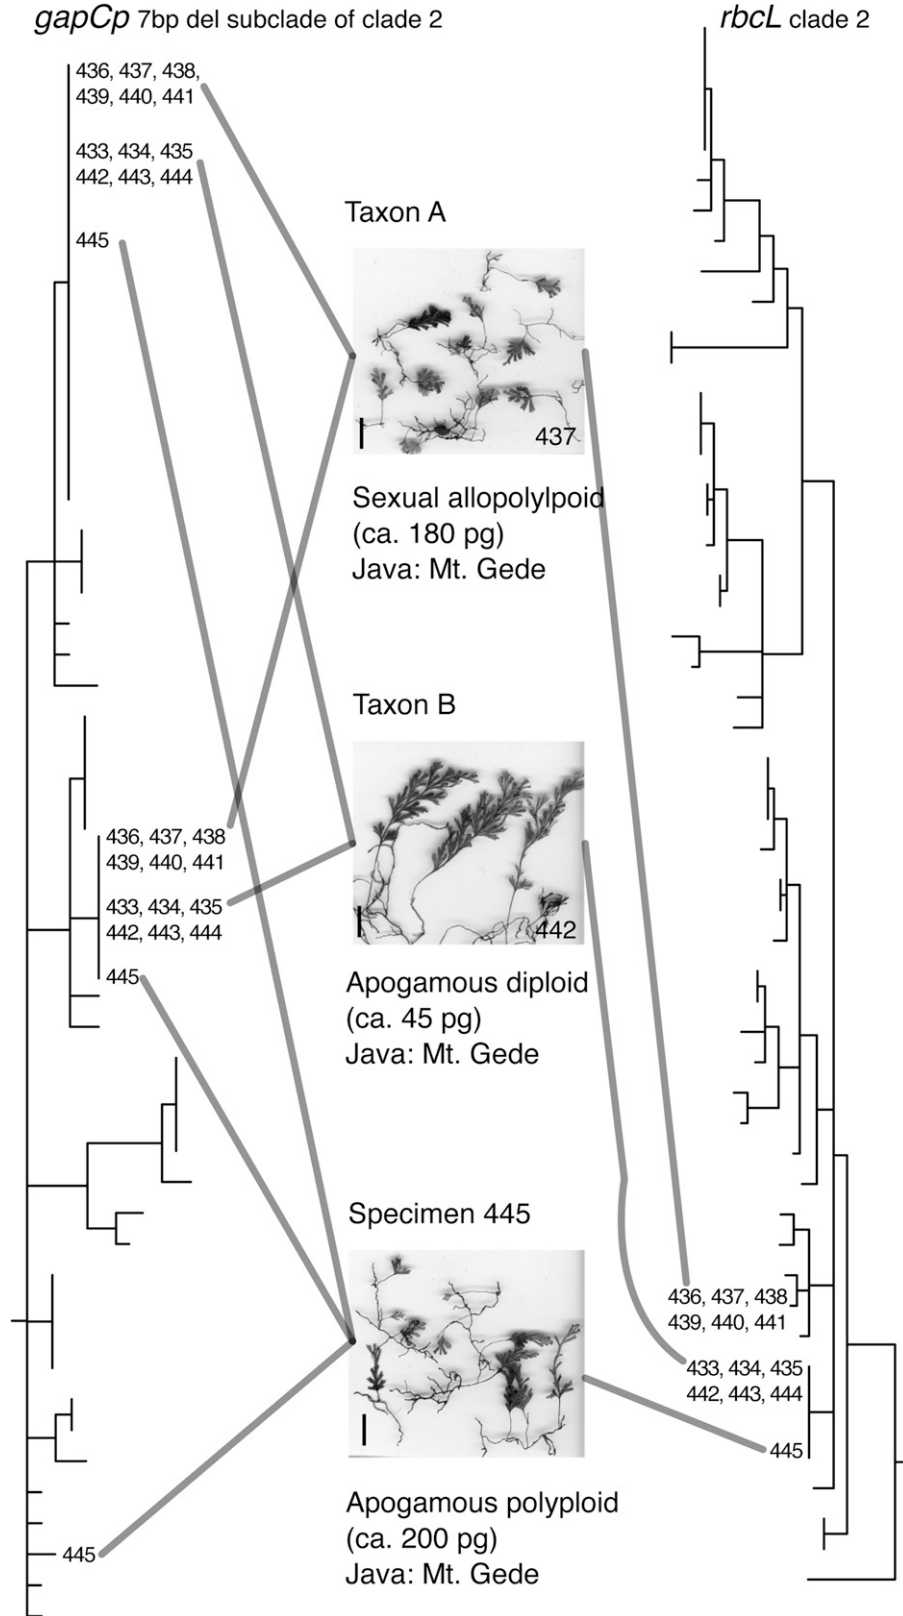 gapCp 7bp del subclade of clade 2
rbcL clade 2
436, 437, 438,
439, 440, 441
433, 434, 435
442, 443, 444
445
Taxon A
437
Sexual allopolylpoid
(ca. 180 pg)
Java: Mt. Gede
Taxon B
436, 437, 438
439, 440, 441
433, 434, 435
442, 443, 444
445
442
Apogamous diploid
(ca. 45 pg)
Java: Mt. Gede
Specimen 445
436, 437, 438
439, 440, 441
433, 434, 435
442, 443, 444
445
Apogamous polyploid
(ca. 200 pg)
Java: Mt. Gede
445